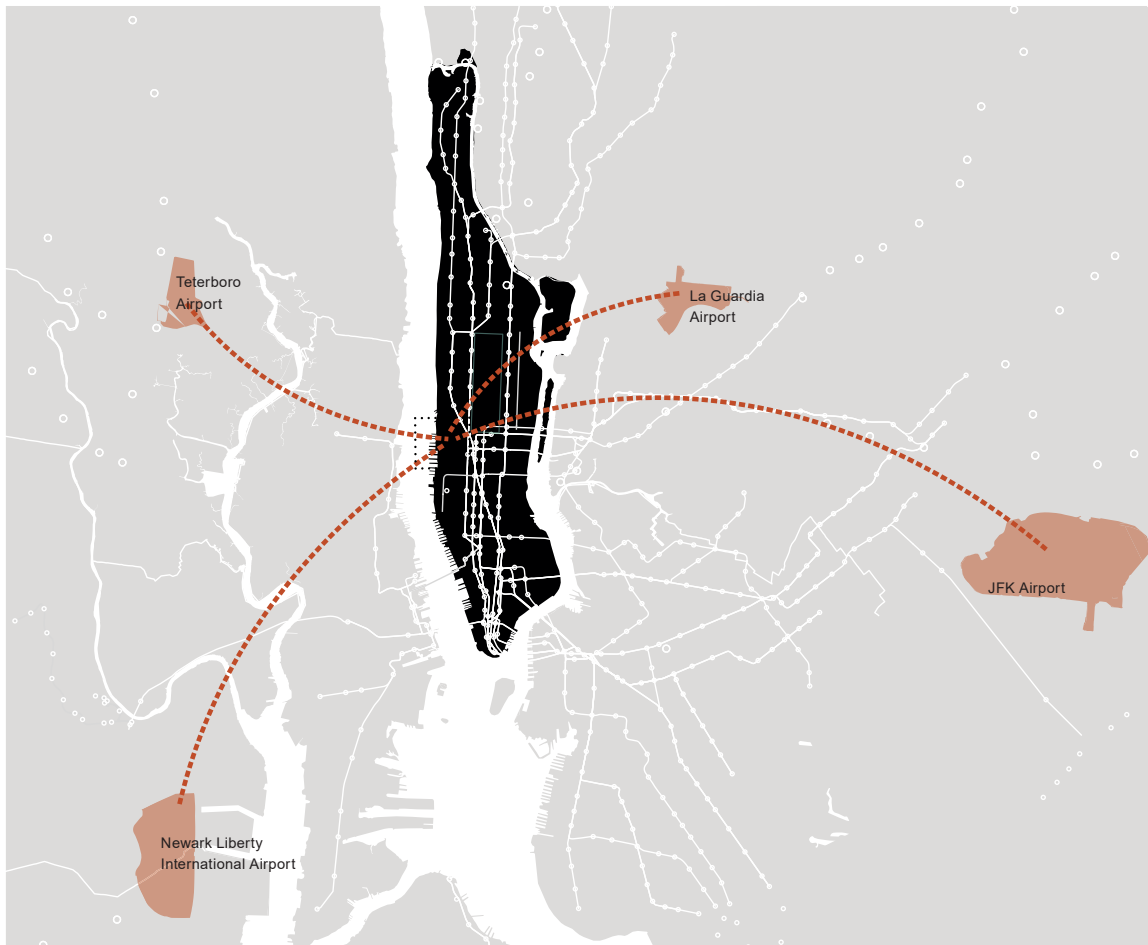 Teterboro
Airport
La Guardia
Airport
JFK Airport
Newark Liberty
International Airport